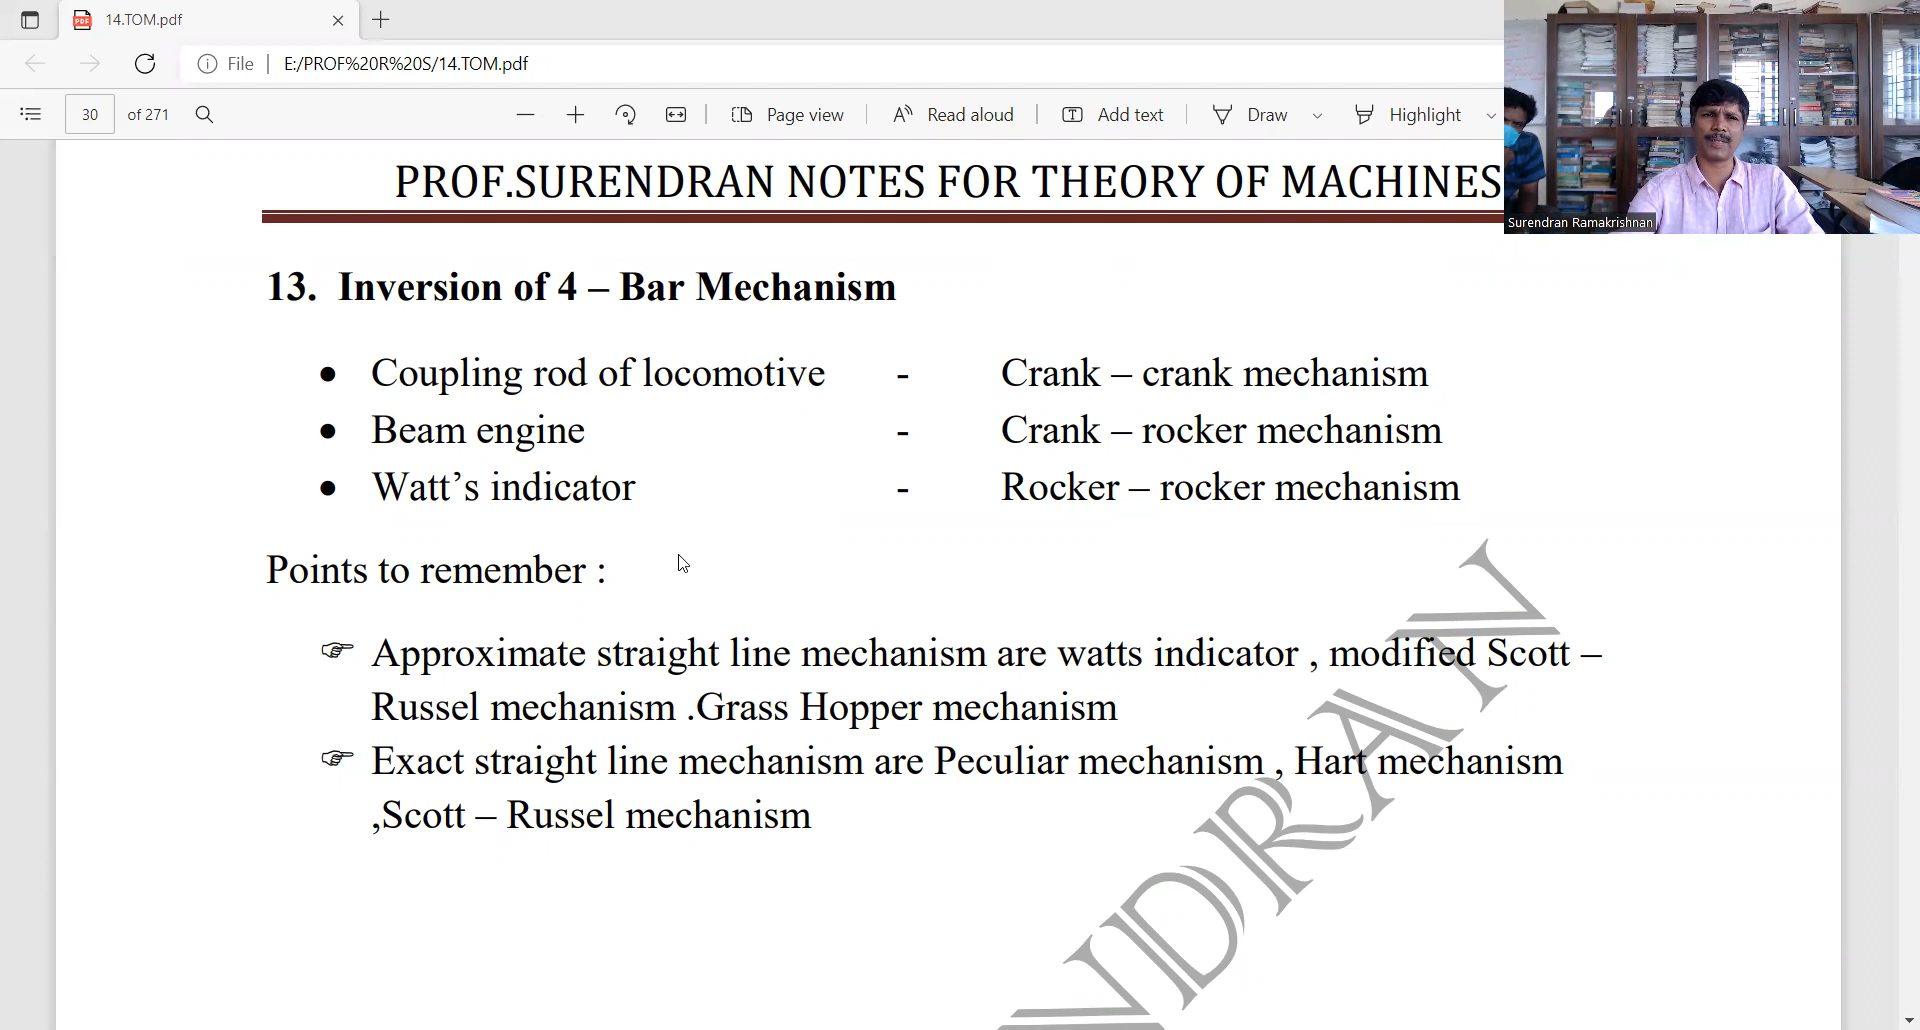 14.TOM.pdf
File E:/PROF%20R%20S/14.TOM.pdf
30 of 271 Page view Read aloud Add text Draw Highlight
PROF.SURENDRAN NOTES FOR THEORY OF MACHINES
Surendran Ramakrishnan
13. Inversion of 4 – Bar Mechanism
• Coupling rod of locomotive - Crank – crank mechanism
• Beam engine - Crank – rocker mechanism
• Watt’s indicator - Rocker – rocker mechanism
Points to remember :
☞ Approximate straight line mechanism are watts indicator , modified Scott –
Russel mechanism .Grass Hopper mechanism
☞ Exact straight line mechanism are Peculiar mechanism , Hart mechanism
,Scott – Russel mechanism
NDRAN